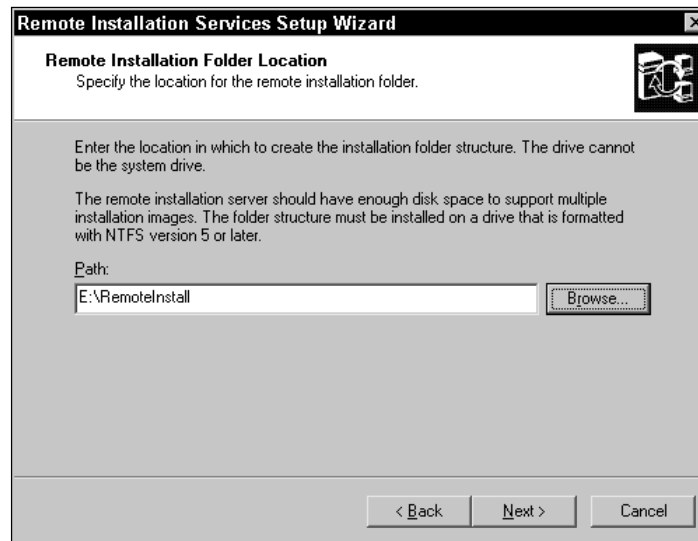 Remote Installation Services Setup Wizard
Remote Installation Folder Location
Specify the location for the remote installation folder.
Enter the location in which to create the installation folder structure. The drive cannot
be the system drive.
The remote installation server should have enough disk space to support multiple
installation images. The folder structure must be installed on a drive that is formatted
with NTFS version 5 or later.
Path:
E:\RemoteInstall
Browse...
< Back
Next >
Cancel